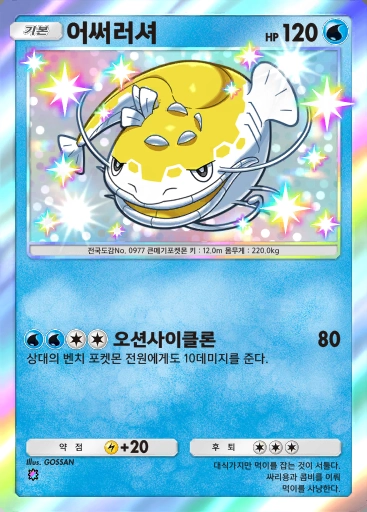 기본 어써러셔 HP 120
전국도감No. 0977 큰메기포켓몬 키 : 12.0m 몸무게 : 220.0kg
오션사이클론 80
상대의 벤치 포켓몬 전원에게도 10데미지를 준다.
약점 +20 후퇴
Illus. GOSSAN
대식가지만 먹이를 잡는 것이 서툴다.
싸리용과 콤비를 이뤄
먹이를 사냥한다.